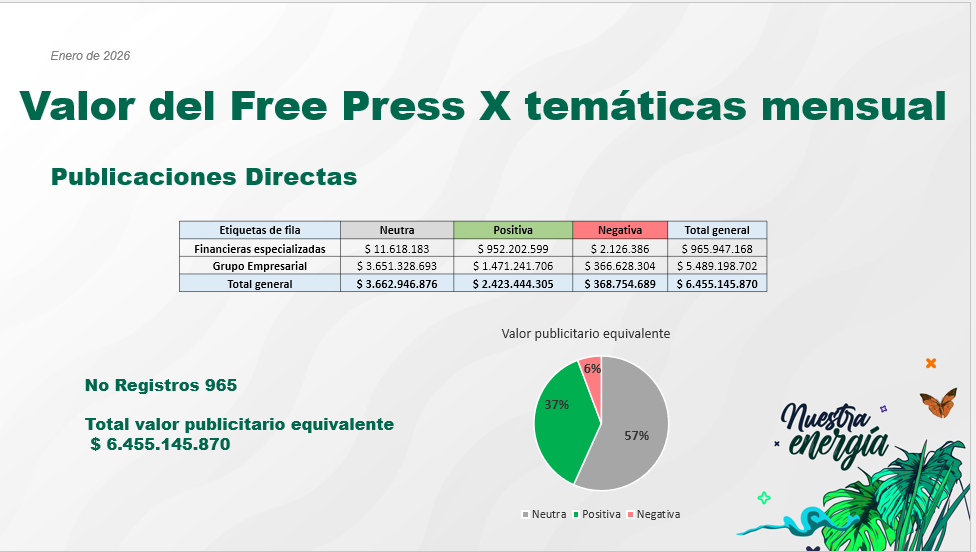 Enero de 2026
Valor del Free Press X temáticas mensual
Publicaciones Directas
Etiquetas de fila Neutra Positiva Negativa Total general
Financieras especializadas $ 11.618.183 $ 952.202.599 $ 2.126.386 $ 965.947.168
Grupo Empresarial $ 3.651.328.693 $ 1.471.241.706 $ 366.628.304 $ 5.489.198.702
Total general $ 3.662.946.876 $ 2.423.444.305 $ 368.754.689 $ 6.455.145.870
Valor publicitario equivalente
6%
37%
57%
Neutra Positiva Negativa
No Registros 965
Total valor publicitario equivalente
$ 6.455.145.870
Nuestra
energía